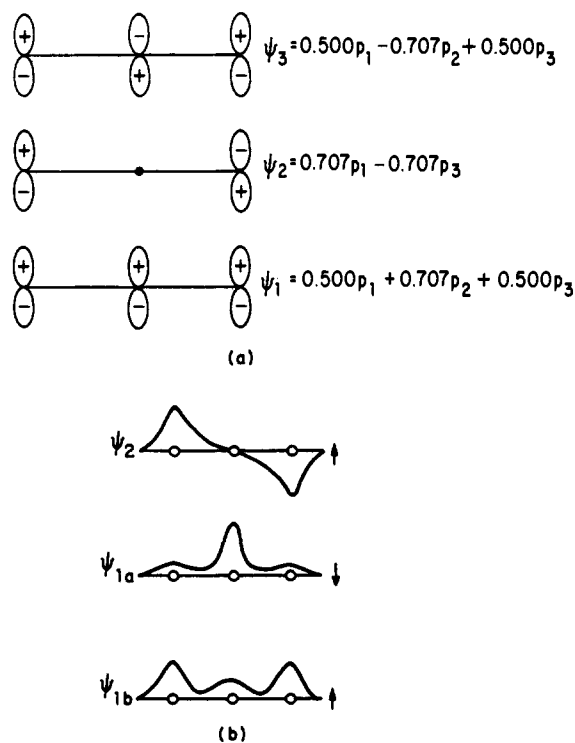 ψ₃ = 0.500p₁ − 0.707p₂ + 0.500p₃
+ − +
− + −
ψ₂ = 0.707p₁ − 0.707p₃
+ −
− +
ψ₁ = 0.500p₁ + 0.707p₂ + 0.500p₃
+ + +
− − −
(a)
ψ₂
ψ₁ₐ
ψ₁b
(b)